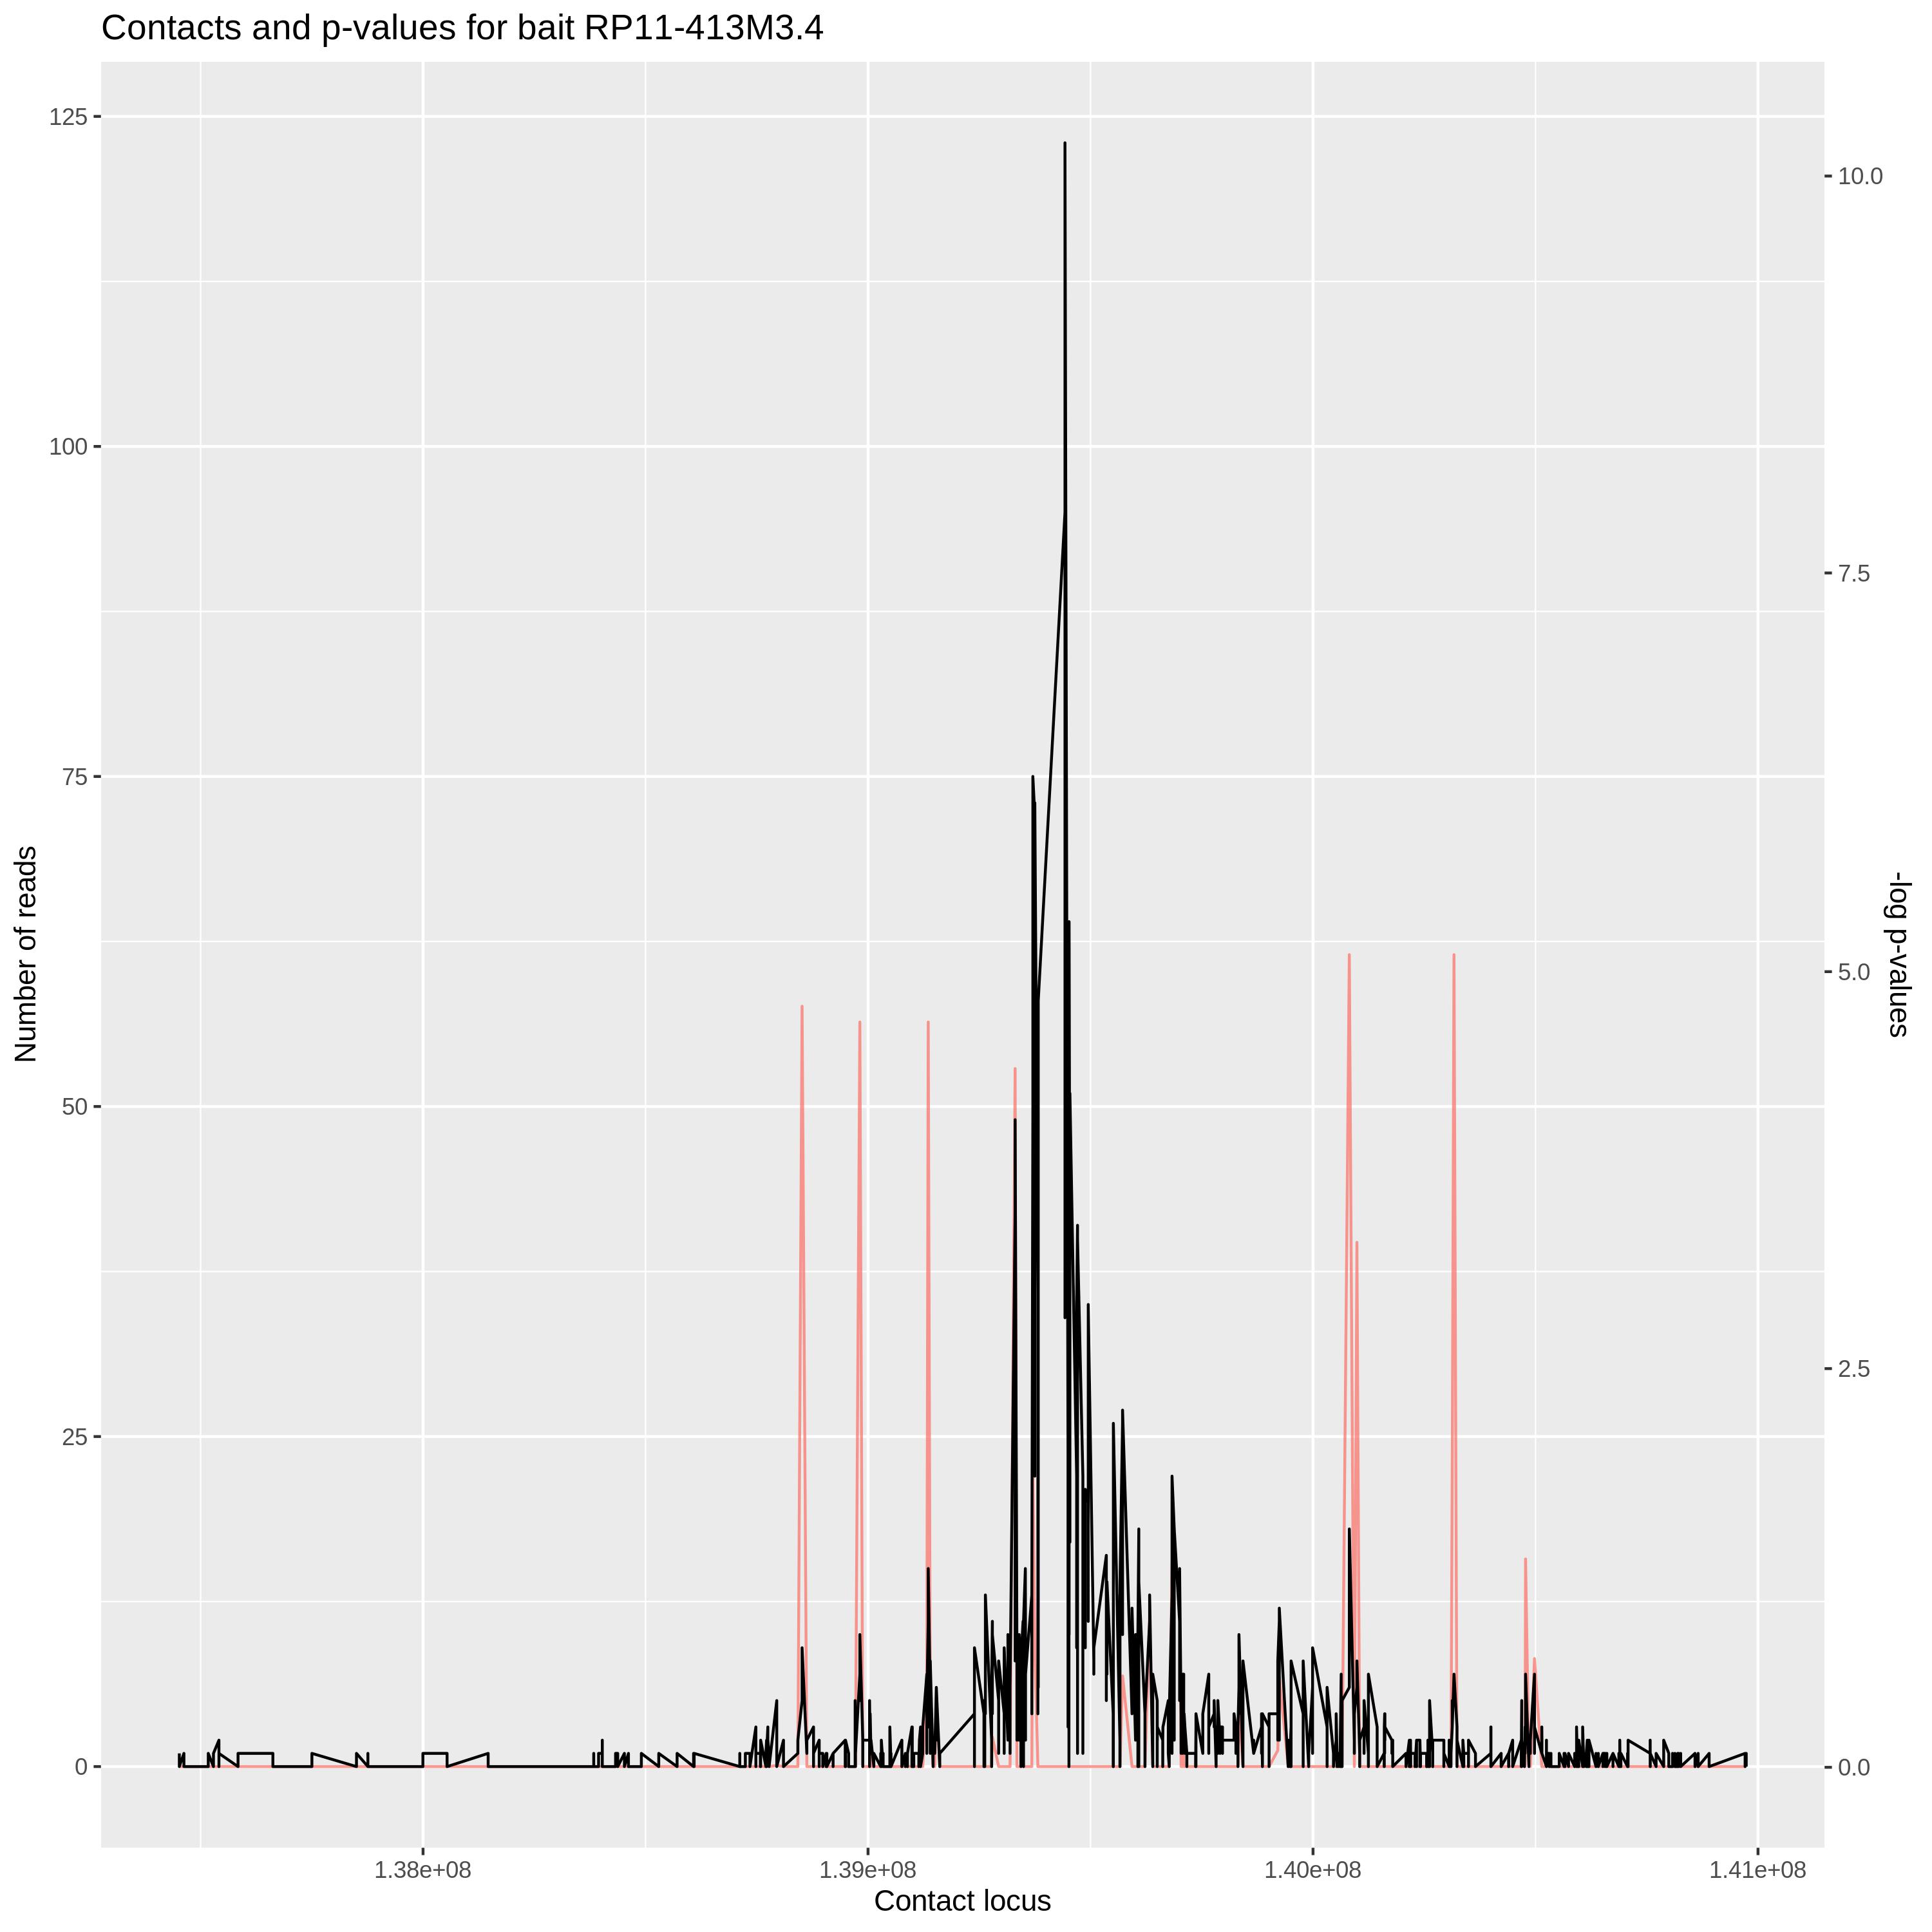 Contacts and p-values for bait RP11-413M3.4
125
100
75
50
25
0
Number of reads
10.0
7.5
5.0
2.5
0.0
-log p-values
1.38e+08
1.39e+08
1.40e+08
1.41e+08
Contact locus